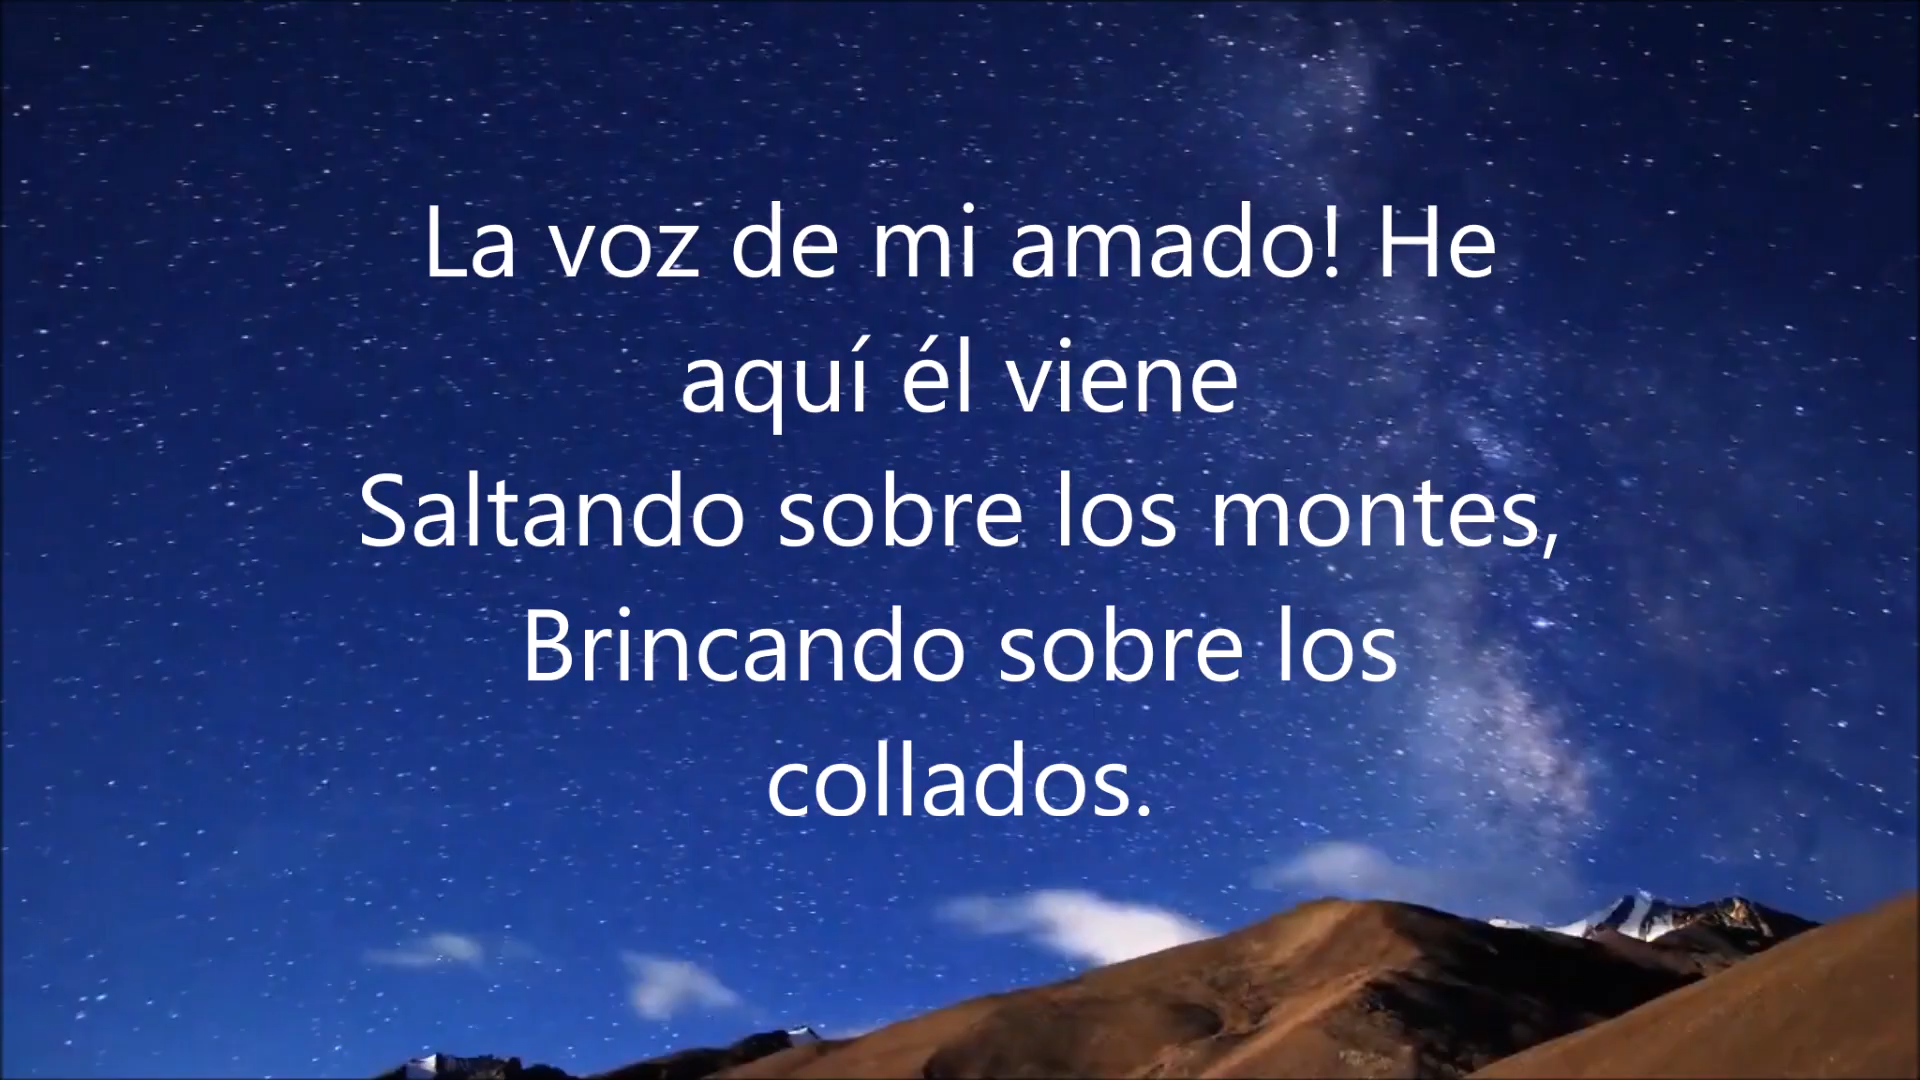 La voz de mi amado! He
aquí él viene
Saltando sobre los montes,
Brincando sobre los
collados.